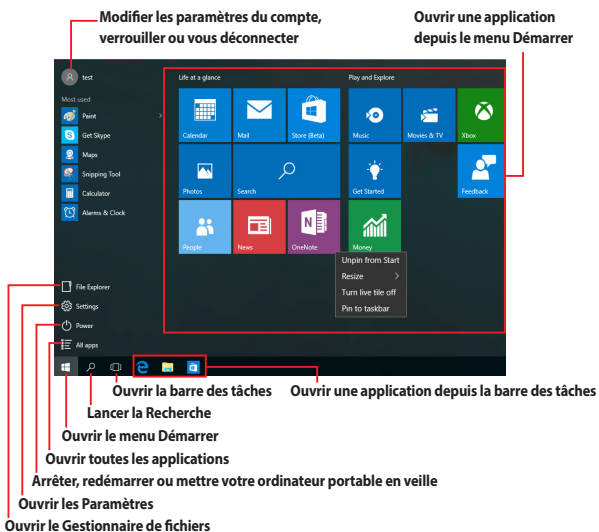 Modifier les paramètres du compte,
verrouiller ou vous déconnecter
Ouvrir une application
depuis le menu Démarrer
test
Life at a glance
Play and Explore
Most used
Paint
Get Skype
Maps
Snipping Tool
Calculator
Alarms & Clock
Calendar
Mail
Store (Beta)
Music
Movies & TV
Xbox
Photos
Search
Get Started
Feedback
People
News
OneNote
Money
Unpin from Start
Resize
Turn live tile off
Pin to taskbar
File Explorer
Settings
Power
All apps
Ouvrir la barre des tâches
Ouvrir une application depuis la barre des tâches
Lancer la Recherche
Ouvrir le menu Démarrer
Ouvrir toutes les applications
Arrêter, redémarrer ou mettre votre ordinateur portable en veille
Ouvrir les Paramètres
Ouvrir le Gestionnaire de fichiers